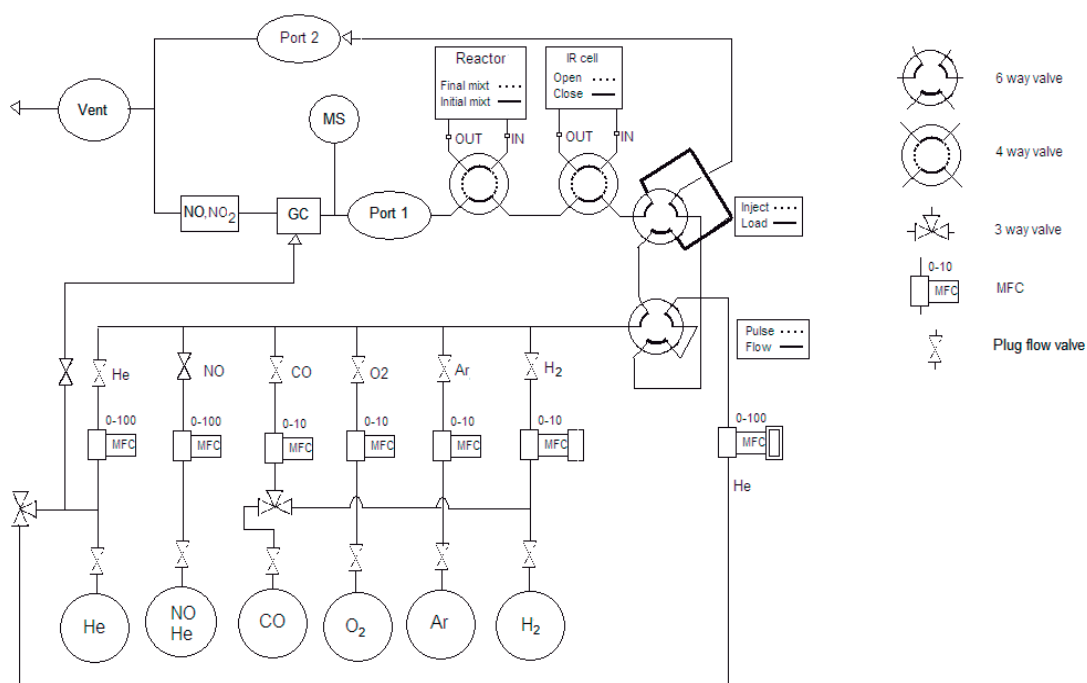 Port 2
Vent
MS
Reactor
Final mixt
Initial mixt
IR cell
Open
Close
OUT
IN
OUT
IN
NO,NO2
GC
Port 1
Inject
Load
Pulse
Flow
He
NO
CO
O2
Ar
H2
0-100
MFC
0-100
MFC
0-10
MFC
0-10
MFC
0-10
MFC
0-10
MFC
0-100
MFC
He
He
NO
He
CO
O2
Ar
H2
6 way valve
4 way valve
3 way valve
0-10
MFC
MFC
Plug flow valve